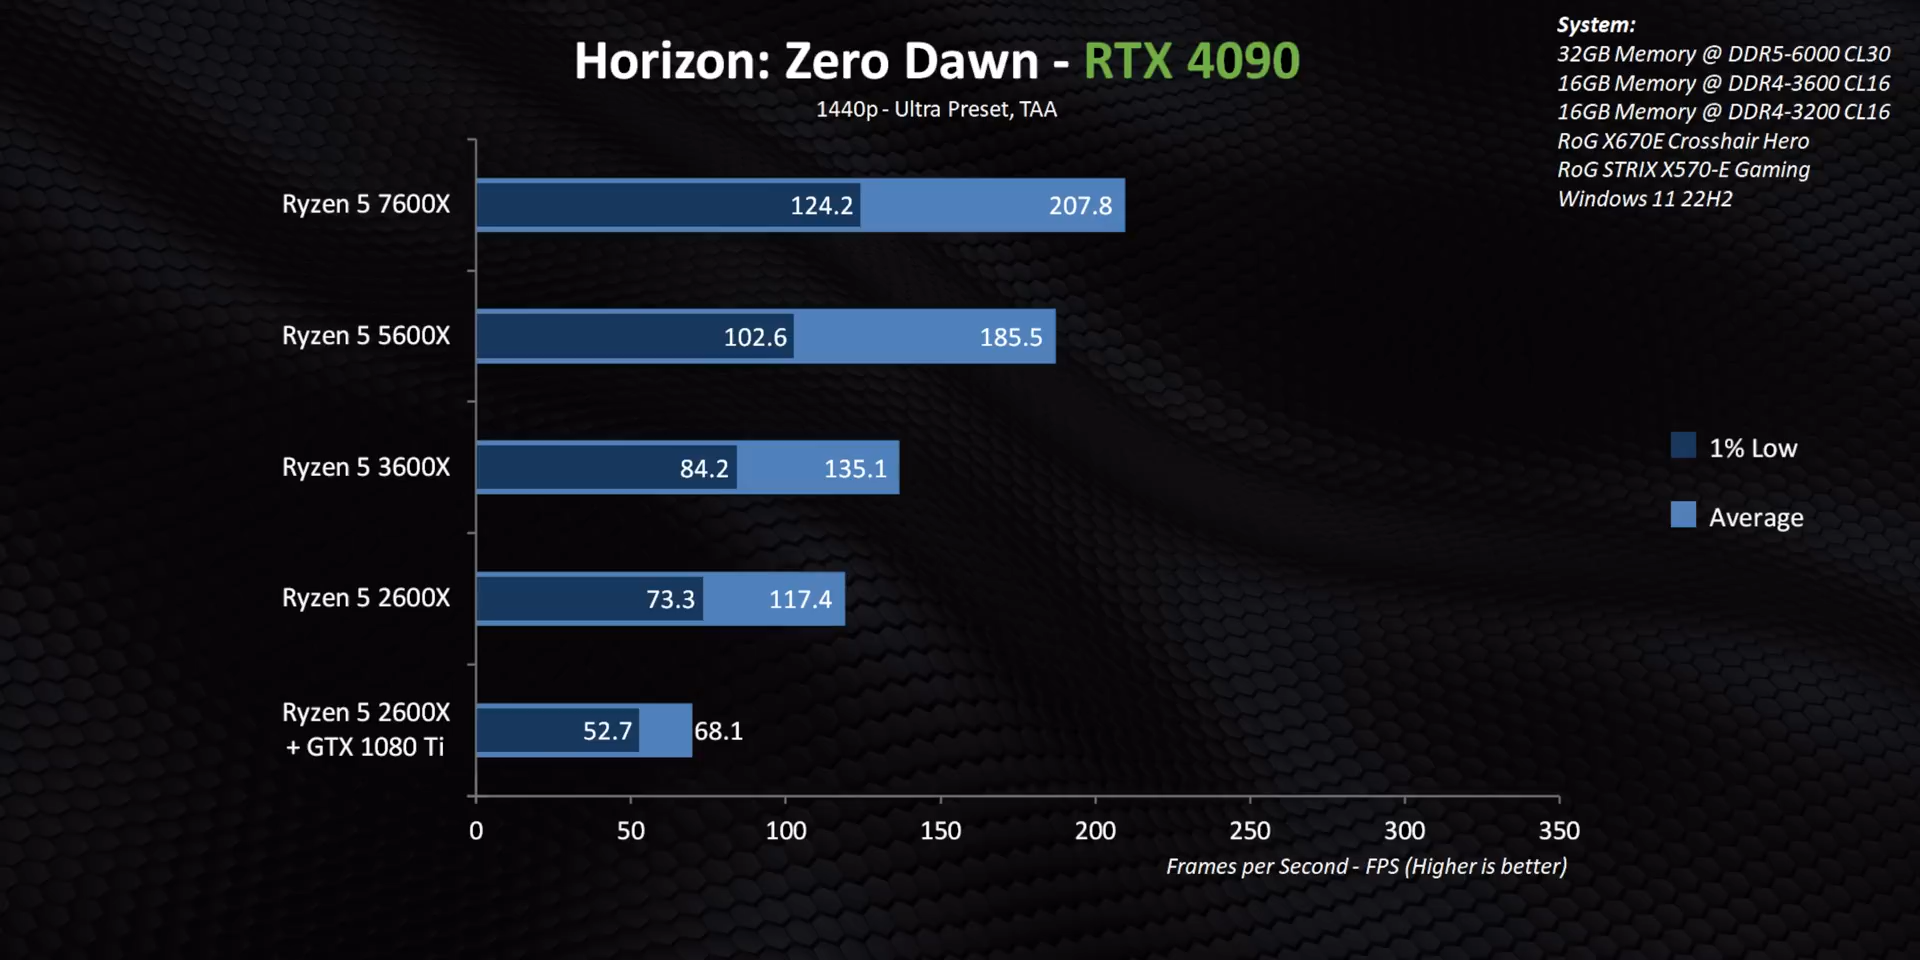 Horizon: Zero Dawn - RTX 4090
1440p - Ultra Preset, TAA
System:
32GB Memory @ DDR5-6000 CL30
16GB Memory @ DDR4-3600 CL16
16GB Memory @ DDR4-3200 CL16
RoG X670E Crosshair Hero
RoG STRIX X570-E Gaming
Windows 11 22H2
Ryzen 5 7600X 124.2 207.8
Ryzen 5 5600X 102.6 185.5
Ryzen 5 3600X 84.2 135.1
Ryzen 5 2600X 73.3 117.4
Ryzen 5 2600X
+ GTX 1080 Ti 52.7 68.1
1% Low
Average
0 50 100 150 200 250 300 350
Frames per Second - FPS (Higher is better)